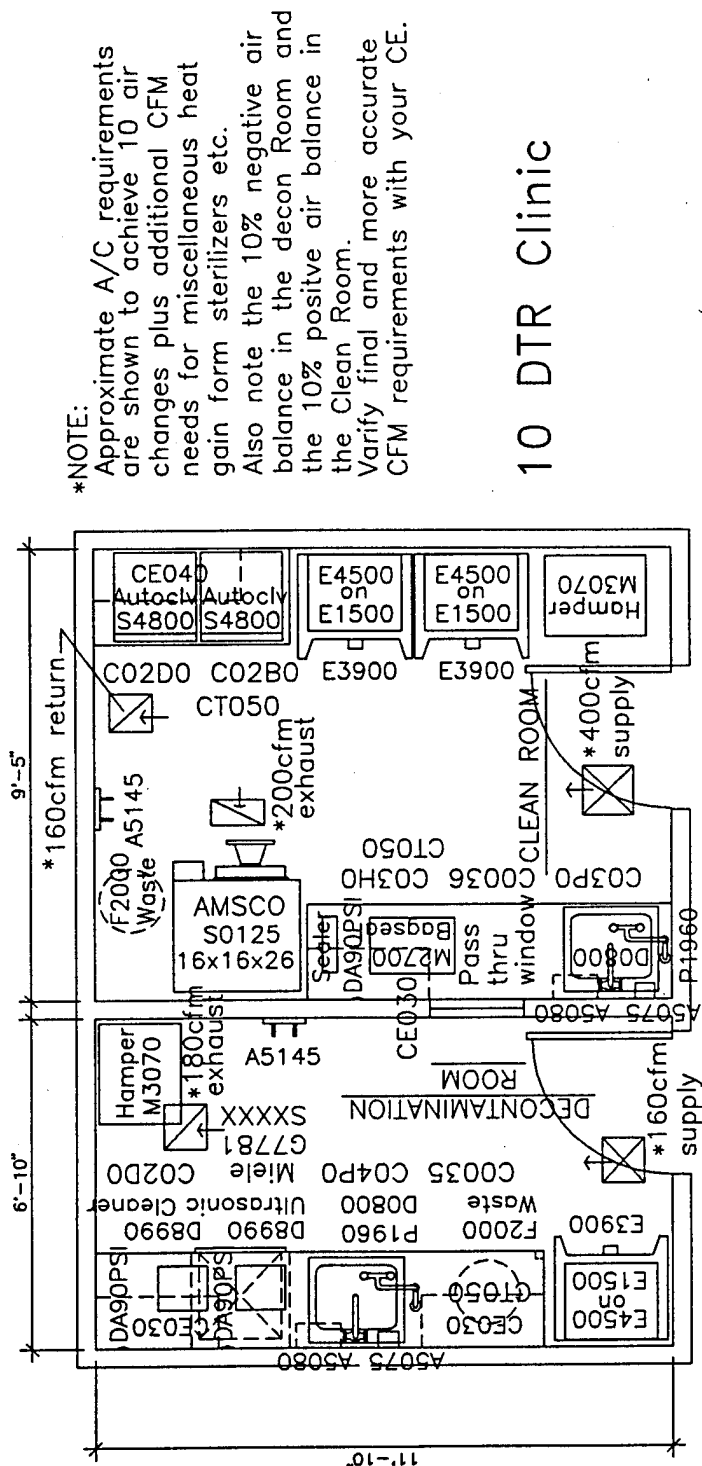 *NOTE:
Approximate A/C requirements
are shown to achieve 10 air
changes plus additional CFM
needs for miscellaneous heat
gain form sterilizers etc.
Also note the 10% negative air
balance in the decon Room and
the 10% positve air balance in
the Clean Room.
Varify final and more accurate
CFM requirements with your CE.
10 DTR Clinic
9'-5"
6'-10"
11'-10"
*160cfm return
CE040
Autoclv
S4800
Autoclv
S4800
E4500
on
E1500
E4500
on
E1500
Hamper
M3070
C02D0
C02B0
CT050
E3900
E3900
A5145
F2000
Waste
*200cfm
exhaust
*400cfm
supply
CLEAN ROOM
AMSCO
S0125
16x16x26
CT050
C03H0
C0036
C03P0
Sealer
DA90PSI
M2700
Bagsea
Pass
thru
window
D0800
P1960
CE030
A5080
A5075
A5075
Hamper
M3070
*180cfm
exhaust
A5145
DECONTAMINATION
ROOM
*160cfm
supply
SXXXX
G7781
Miele
C02D0
Ultrasonic Cleaner
D8990
D8990
C04P0
D0800
P1960
C0035
Waste
F2000
E3900
DA90PSI
CE030
DA90PSI
A5080
A5075
A5075
CT050
CE030
E1500
on
E4500